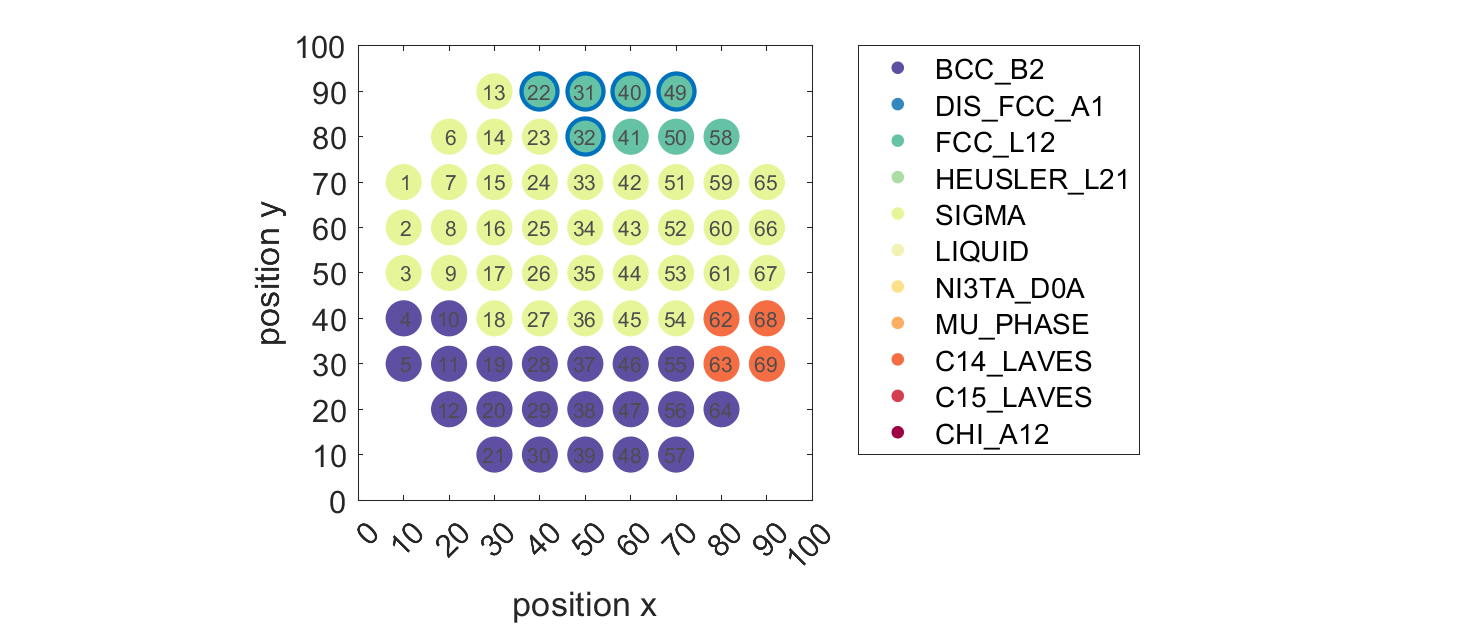 100
90
80
70
60
50
40
30
20
10
0
position y
13 22 31 40 49
6 14 23 32 41 50 58
1 7 15 24 33 42 51 59 65
2 8 16 25 34 43 52 60 66
3 9 17 26 35 44 53 61 67
4 10 18 27 36 45 54 62 68
5 11 19 28 37 46 55 63 69
12 20 29 38 47 56 64
21 30 39 48 57
0 10 20 30 40 50 60 70 80 90 100
position x
BCC_B2
DIS_FCC_A1
FCC_L12
HEUSLER_L21
SIGMA
LIQUID
NI3TA_D0A
MU_PHASE
C14_LAVES
C15_LAVES
CHI_A12